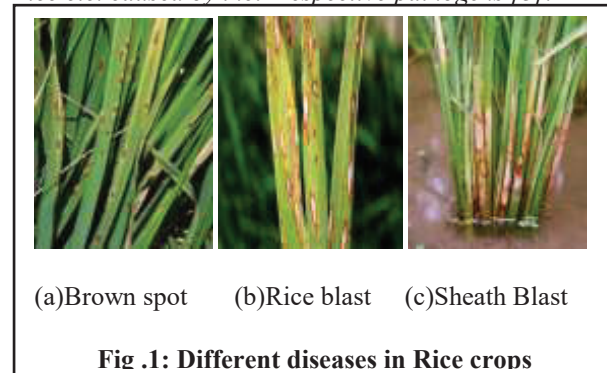 (a)Brown spot (b)Rice blast (c)Sheath Blast
Fig .1: Different diseases in Rice crops